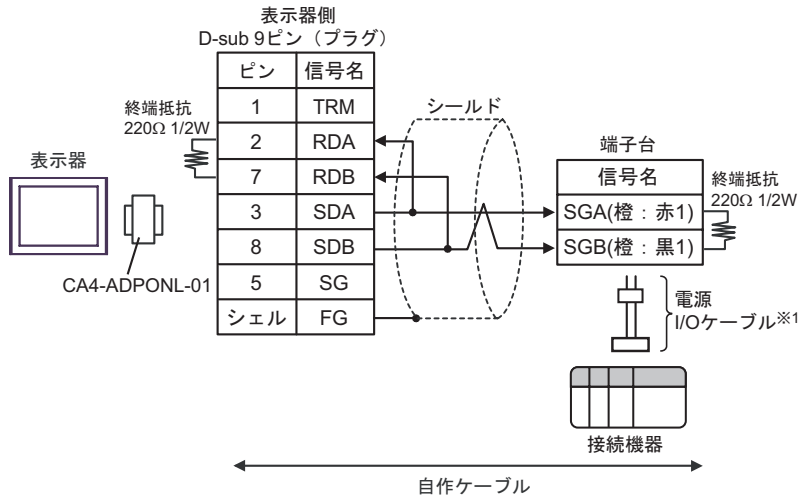 表示器側
D-sub 9ピン（プラグ）
ピン 信号名
1 TRM
2 RDA
7 RDB
3 SDA
8 SDB
5 SG
シェル FG
終端抵抗
220Ω 1/2W
表示器
CA4-ADPONL-01
シールド
端子台
信号名
SGA(橙：赤1)
SGB(橙：黒1)
終端抵抗
220Ω 1/2W
電源
I/Oケーブル※1
接続機器
自作ケーブル